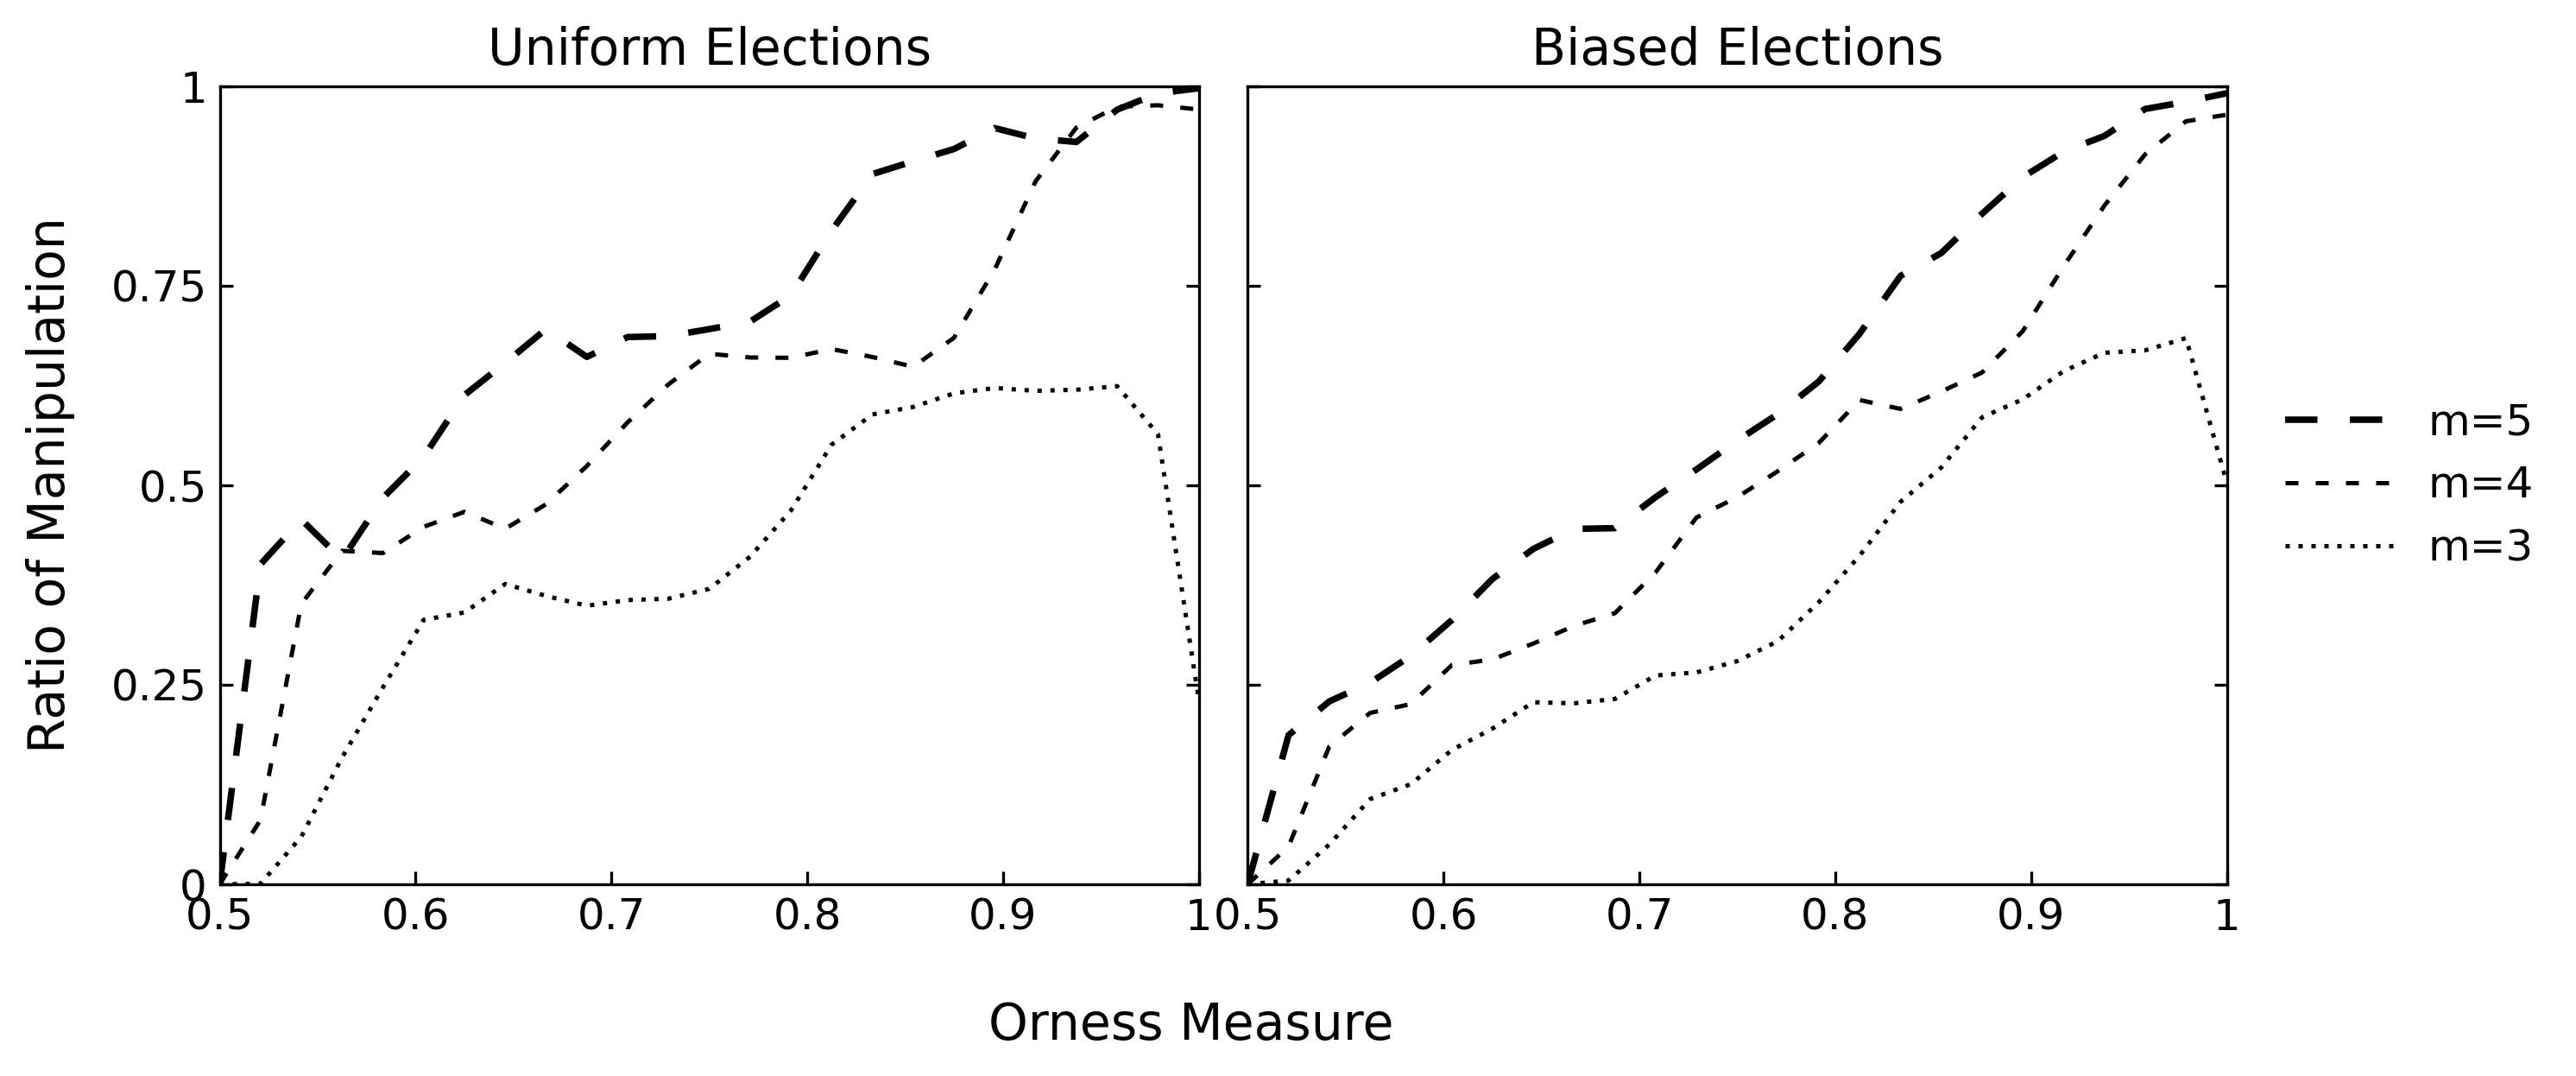 Uniform Elections
Biased Elections
Ratio of Manipulation
1
0.75
0.5
0.25
0
0.5 0.6 0.7 0.8 0.9 1
0.5 0.6 0.7 0.8 0.9 1
Orness Measure
m=5
m=4
m=3